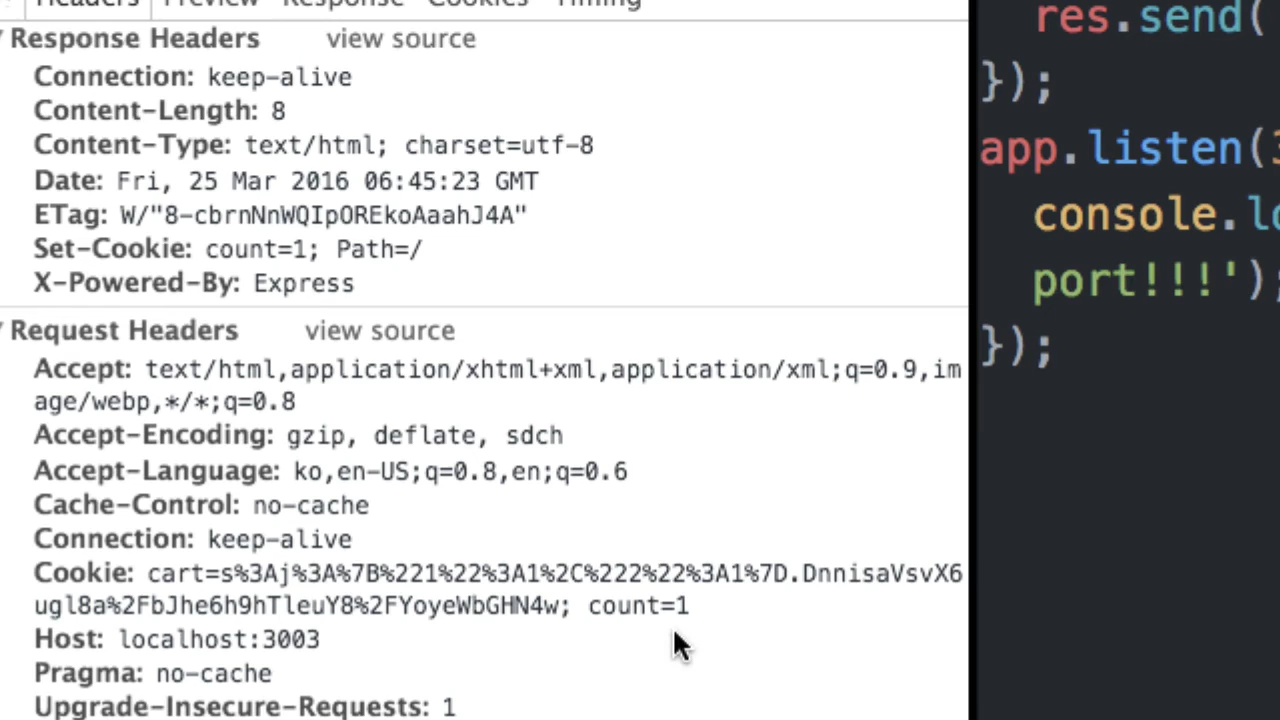 Headers Preview Response Cookies Timing
Response Headers view source
Connection: keep-alive
Content-Length: 8
Content-Type: text/html; charset=utf-8
Date: Fri, 25 Mar 2016 06:45:23 GMT
ETag: W/"8-cbrnNnWQIpOREkoAaahJ4A"
Set-Cookie: count=1; Path=/
X-Powered-By: Express
Request Headers view source
Accept: text/html,application/xhtml+xml,application/xml;q=0.9,im
age/webp,*/*;q=0.8
Accept-Encoding: gzip, deflate, sdch
Accept-Language: ko,en-US;q=0.8,en;q=0.6
Cache-Control: no-cache
Connection: keep-alive
Cookie: cart=s%3Aj%3A%7B%221%22%3A1%2C%222%22%3A1%7D.DnnisaVsvX6
ugl8a%2FbJhe6h9hTleuY8%2FYoyeWbGHN4w; count=1
Host: localhost:3003
Pragma: no-cache
Upgrade-Insecure-Requests: 1
res.send(
});
app.listen(3
console.lo
port!!!');
});